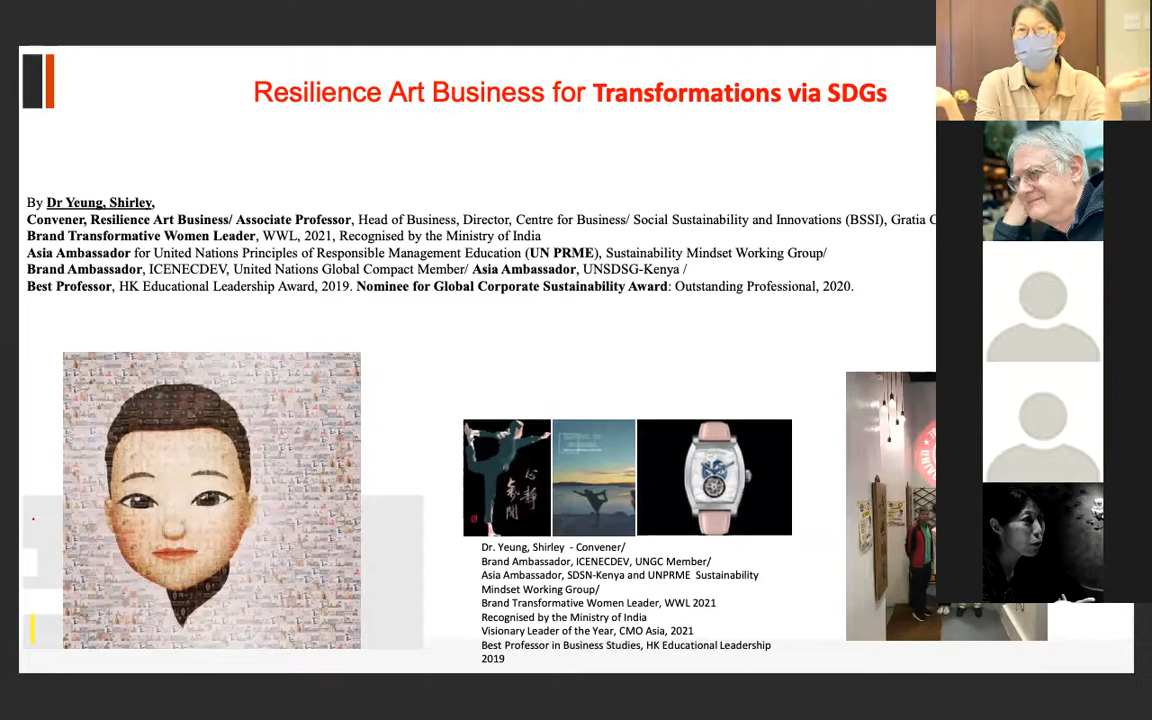 Resilience Art Business for Transformations via SDGs
By Dr Yeung, Shirley,
Convener, Resilience Art Business/ Associate Professor, Head of Business, Director, Centre for Business/ Social Sustainability and Innovations (BSSI), Gratia
Brand Transformative Women Leader, WWL, 2021, Recognised by the Ministry of India
Asia Ambassador for United Nations Principles of Responsible Management Education (UN PRME), Sustainability Mindset Working Group/
Brand Ambassador, ICENECDEV, United Nations Global Compact Member/ Asia Ambassador, UNSDSG-Kenya /
Best Professor, HK Educational Leadership Award, 2019. Nominee for Global Corporate Sustainability Award: Outstanding Professional, 2020.
心靜
Dr. Yeung, Shirley - Convener/
Brand Ambassador, ICENECDEV, UNGC Member/
Asia Ambassador, SDSN-Kenya and UNPRME Sustainability
Mindset Working Group/
Brand Transformative Women Leader, WWL 2021
Recognised by the Ministry of India
Visionary Leader of the Year, CMO Asia, 2021
Best Professor in Business Studies, HK Educational Leadership
2019